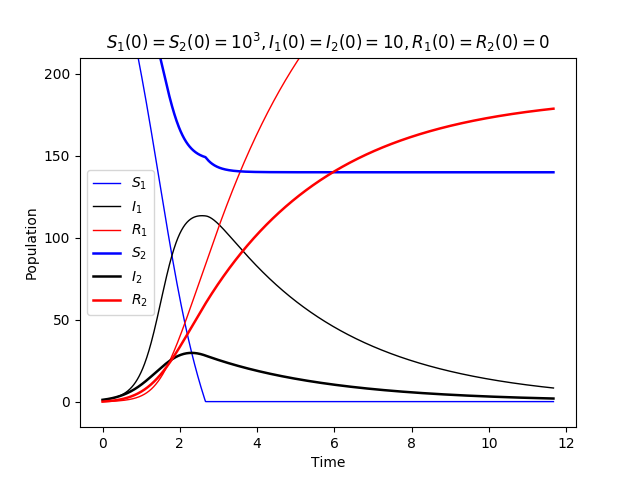 S₁(0) = S₂(0) = 10³, I₁(0) = I₂(0) = 10, R₁(0) = R₂(0) = 0
200
150
100
50
0
Population
S₁
I₁
R₁
S₂
I₂
R₂
0 2 4 6 8 10 12
Time